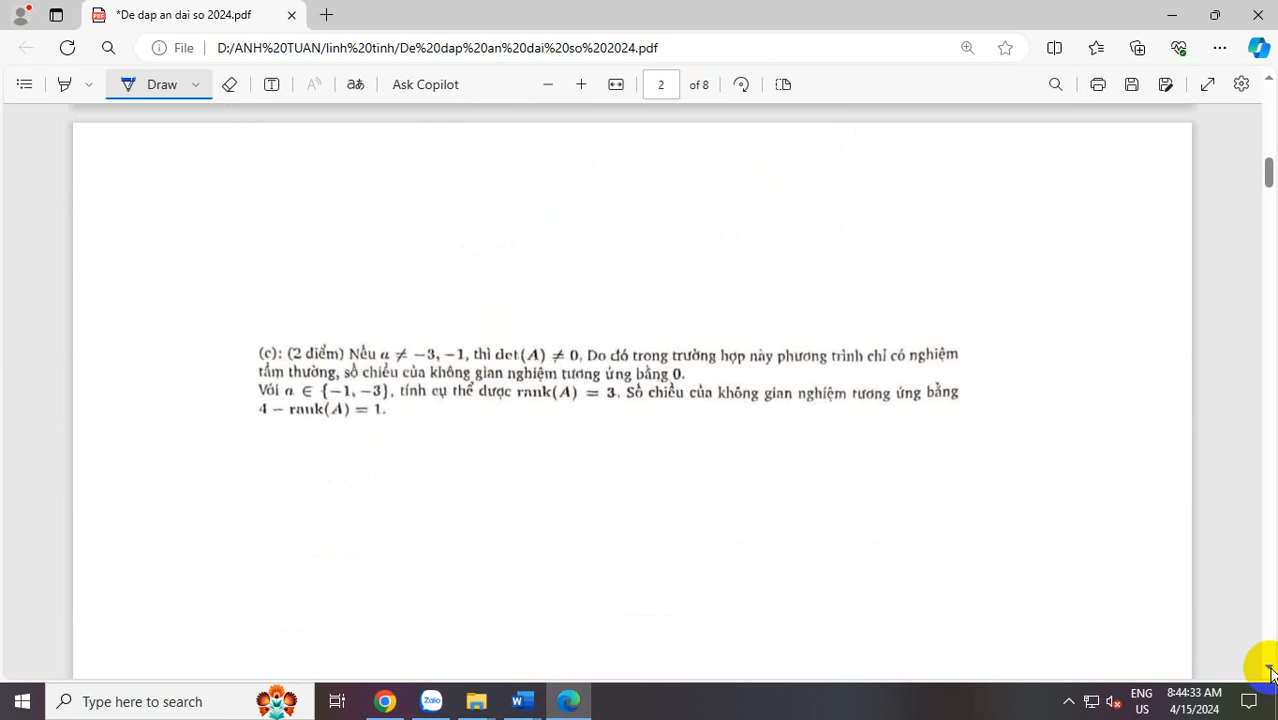 *De dap an dai so 2024.pdf
File D:/ANH%20TUAN/linh%20tinh/De%20dap%20an%20dai%20so%202024.pdf
Draw Ask Copilot 2 of 8
(c): (2 điểm) Nếu a ≠ −3, −1, thì det(A) ≠ 0. Do đó trong trường hợp này phương trình chỉ có nghiệm
tầm thường, số chiều của không gian nghiệm tương ứng bằng 0.
Với a ∈ {−1, −3}, tính cụ thể được rank(A) = 3. Số chiều của không gian nghiệm tương ứng bằng
4 − rank(A) = 1.
Type here to search
Zalo
ENG
US
8:44:33 AM
4/15/2024